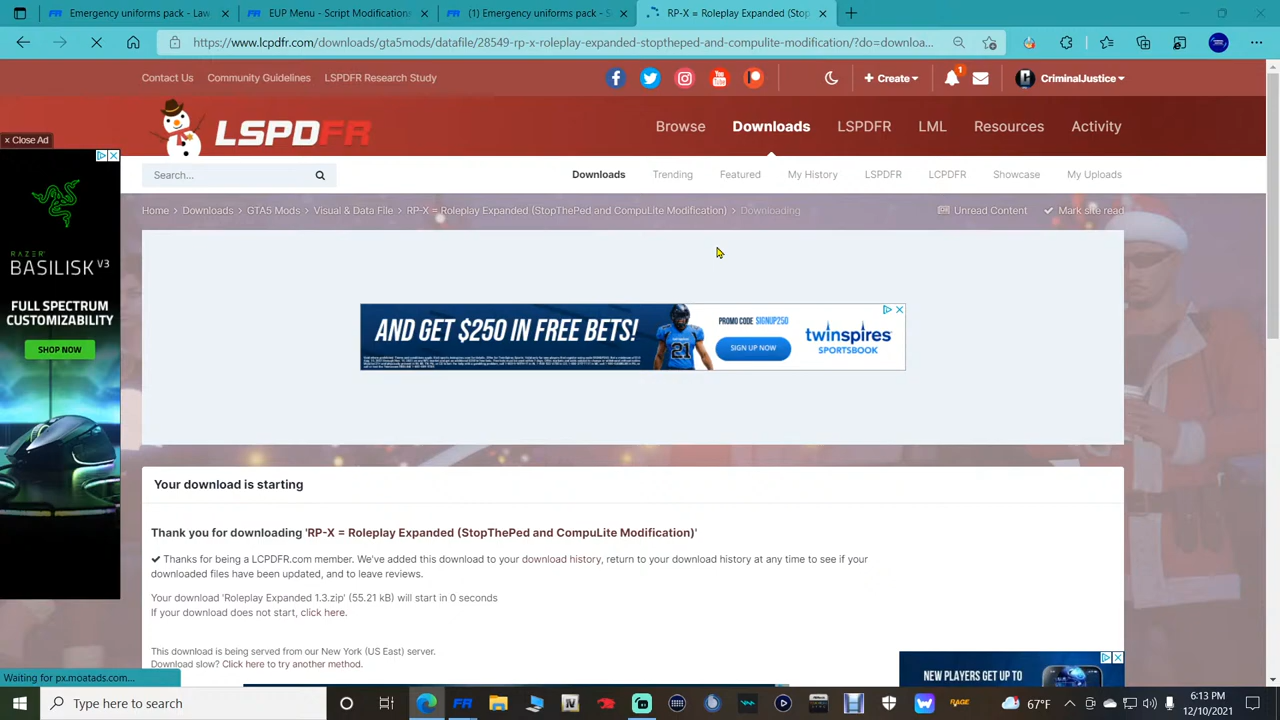 Emergency uniforms pack - Law
EUP Menu - Script Modifications
(1) Emergency uniforms pack - S
RP-X = Roleplay Expanded (Stop
https://www.lcpdfr.com/downloads/gta5mods/datafile/28549-rp-x-roleplay-expanded-stoptheped-and-compulite-modification/?do=downloa...
Contact Us Community Guidelines LSPDFR Research Study
+ Create
1
CriminalJustice
LSPDFR
Browse Downloads LSPDFR LML Resources Activity
× Close Ad
Search...
Downloads Trending Featured My History LSPDFR LCPDFR Showcase My Uploads
Home > Downloads > GTA5 Mods > Visual & Data File > RP-X = Roleplay Expanded (StopThePed and CompuLite Modification) > Downloading
Unread Content Mark site read
RAZER
BASILISK V3
FULL SPECTRUM
CUSTOMIZABILITY
SHOP NOW
AND GET $250 IN FREE BETS!
21
PROMO CODE SIGNUP250
SIGN UP NOW
twinspires
SPORTSBOOK
Your download is starting
Thank you for downloading 'RP-X = Roleplay Expanded (StopThePed and CompuLite Modification)'
Thanks for being a LCPDFR.com member. We've added this download to your download history, return to your download history at any time to see if your
downloaded files have been updated, and to leave reviews.
Your download 'Roleplay Expanded 1.3.zip' (55.21 kB) will start in 0 seconds
If your download does not start, click here.
This download is being served from our New York (US East) server.
Download slow? Click here to try another method.
NEW PLAYERS GET UP TO
Waiting for px.moatads.com...
Type here to search
FR
IV
RAGE
67°F
6:13 PM
12/10/2021